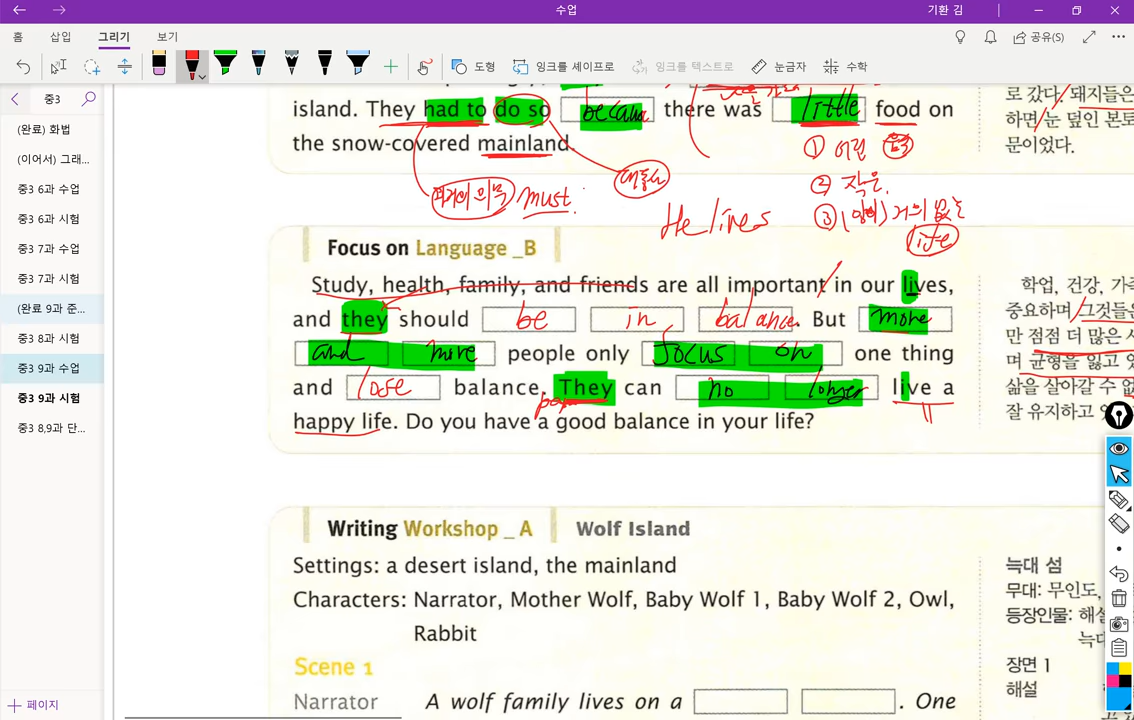 수업
기환 김
홈 삽입 그리기 보기
공유(S)
도형 잉크를 셰이프로 잉크를 텍스트로 눈금자 수학
중3
(완료) 화법
(이어서) 그래...
중3 6과 수업
중3 6과 시험
중3 7과 수업
중3 7과 시험
(완료 9과 준...
중3 8과 시험
중3 9과 수업
중3 9과 시험
중3 8,9과 단...
페이지
island. They had to do so becaus there was little food on
the snow-covered mainland.
① 어린
② 작은
③ (양이) 거의 없는
과거의 의무 must
대동사
He lives
life
로 갔다. 돼지들은
하면 눈 덮인 본토
문이었다.
Focus on Language _B
Study, health, family, and friends are all important in our lives,
and they should be in balance. But more
and more people only focus on one thing
and lose balance. They can no longer live a
happy life. Do you have a good balance in your life?
학업, 건강, 가족
중요하며, 그것들은
만 점점 더 많은 사
며 균형을 잃고 있
삶을 살아갈 수 없
잘 유지하고 있
Writing Workshop _ A Wolf Island
Settings: a desert island, the mainland
Characters: Narrator, Mother Wolf, Baby Wolf 1, Baby Wolf 2, Owl,
Rabbit
Scene 1
Narrator A wolf family lives on a . One
늑대 섬
무대: 무인도,
등장인물: 해설
늑대
장면 1
해설